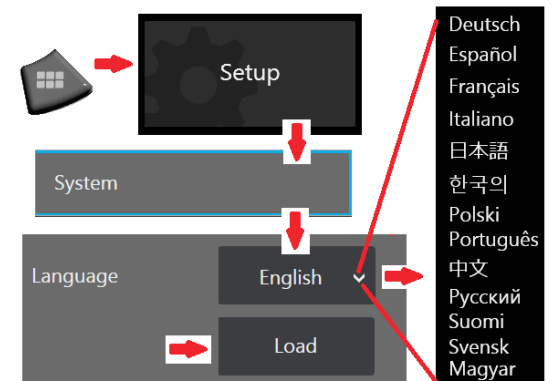 Setup
System
Language
English
Load
Deutsch
Español
Français
Italiano
日本語
한국의
Polski
Português
中文
Русский
Suomi
Svensk
Magyar